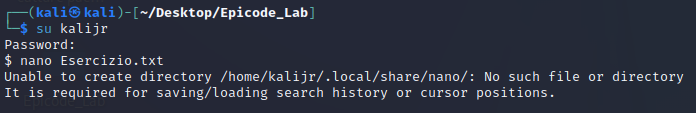 ┌──(kali㉿kali)-[~/Desktop/Epicode_Lab]
└─$ su kalijr
Password:
$ nano Esercizio.txt
Unable to create directory /home/kalijr/.local/share/nano/: No such file or directory
It is required for saving/loading search history or cursor positions.